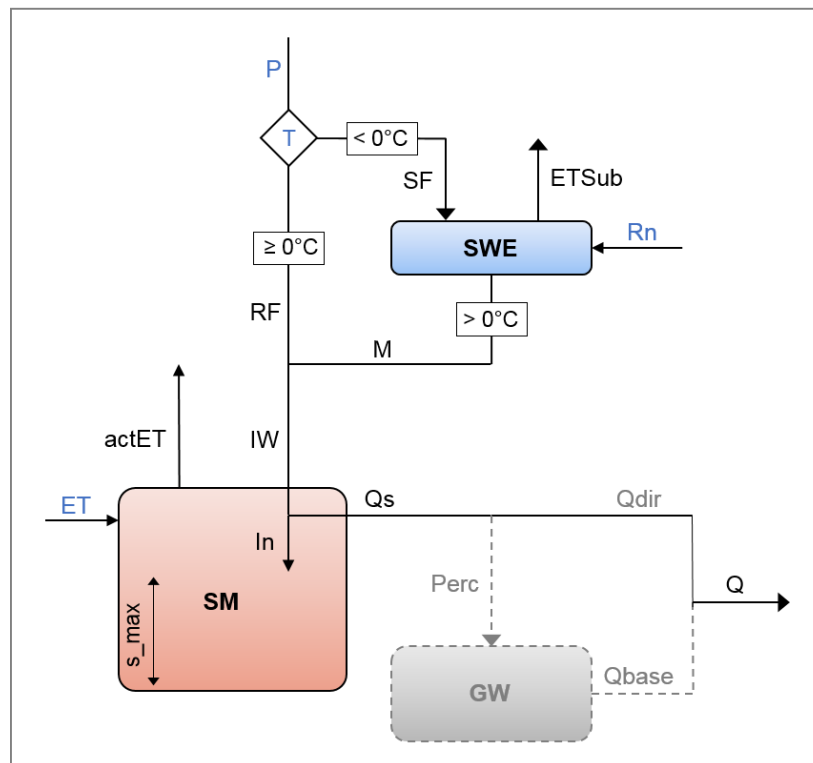 P
T
< 0°C
SF
ETSub
SWE
Rn
≥ 0°C
RF
> 0°C
M
actET
IW
ET
Qs
Qdir
In
Perc
Q
SM
s_max
GW
Qbase